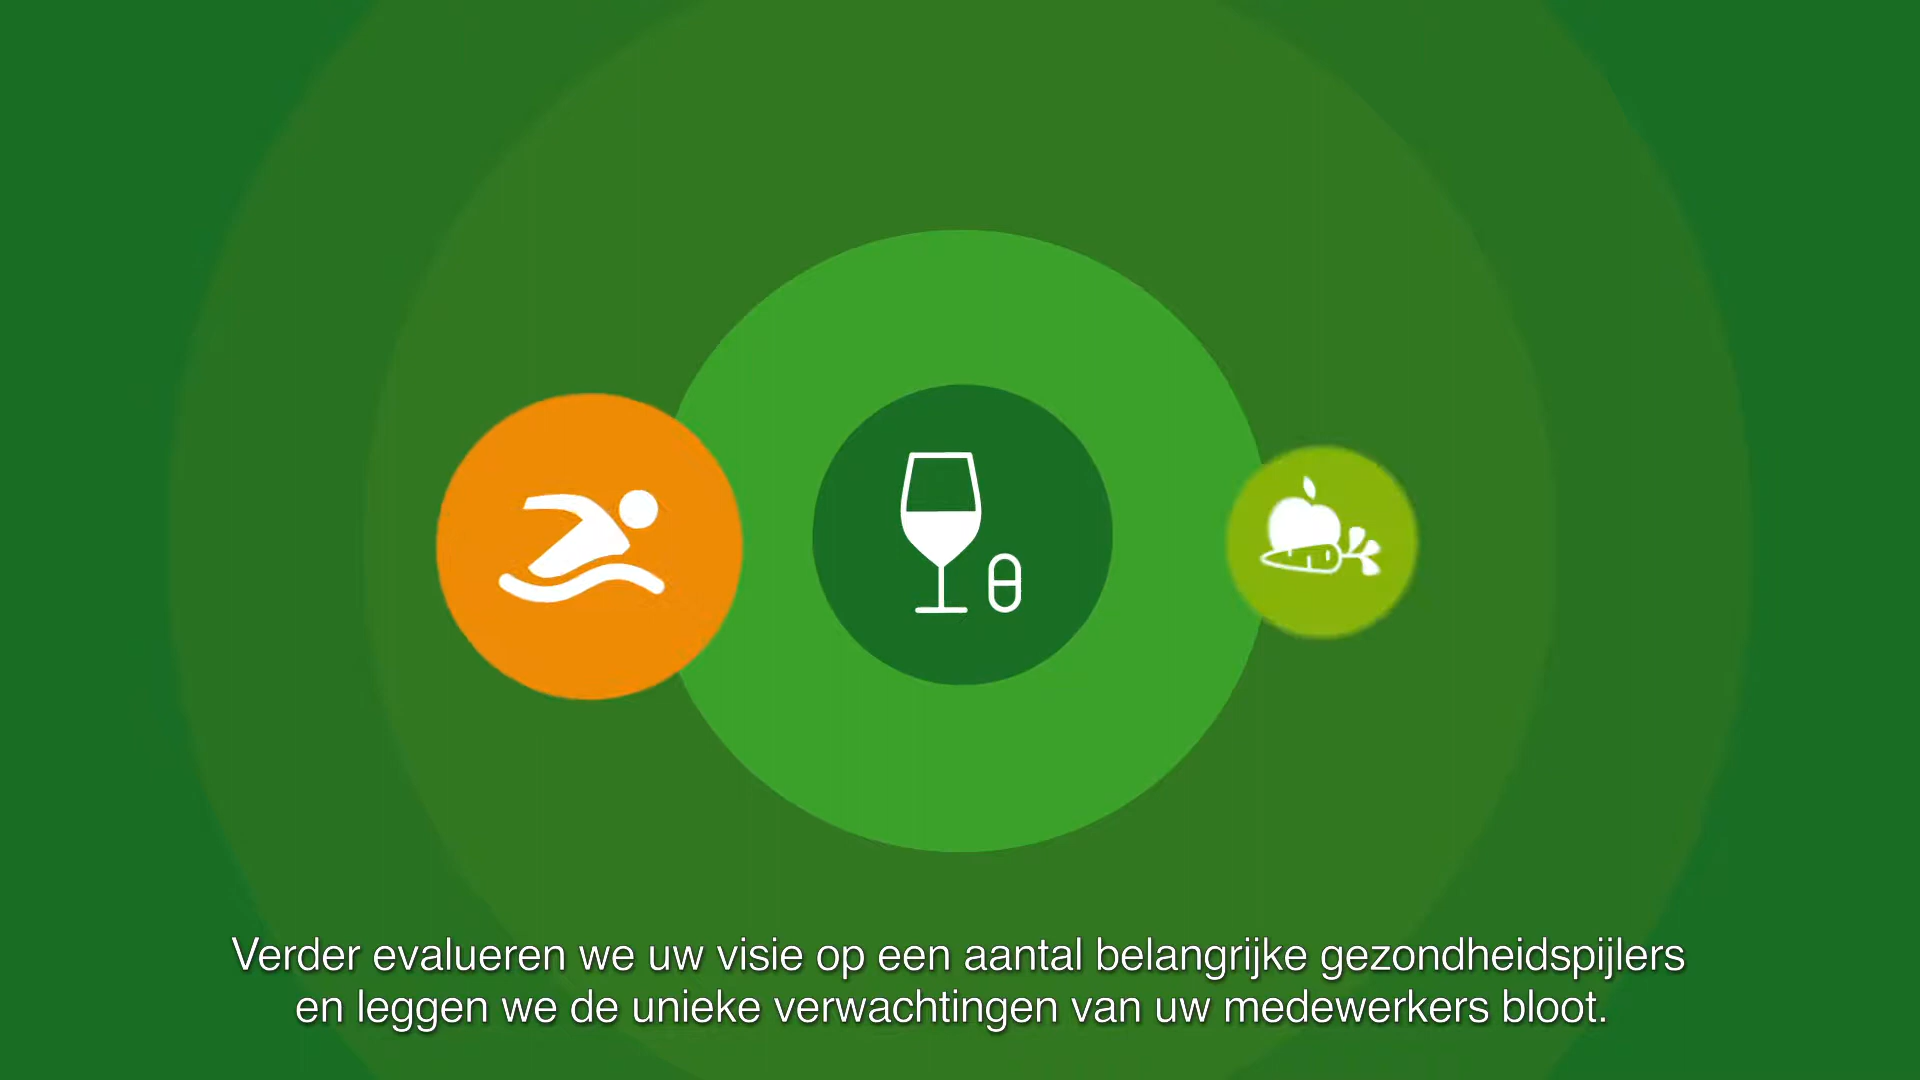 Verder evalueren we uw visie op een aantal belangrijke gezondheidspijlers
en leggen we de unieke verwachtingen van uw medewerkers bloot.